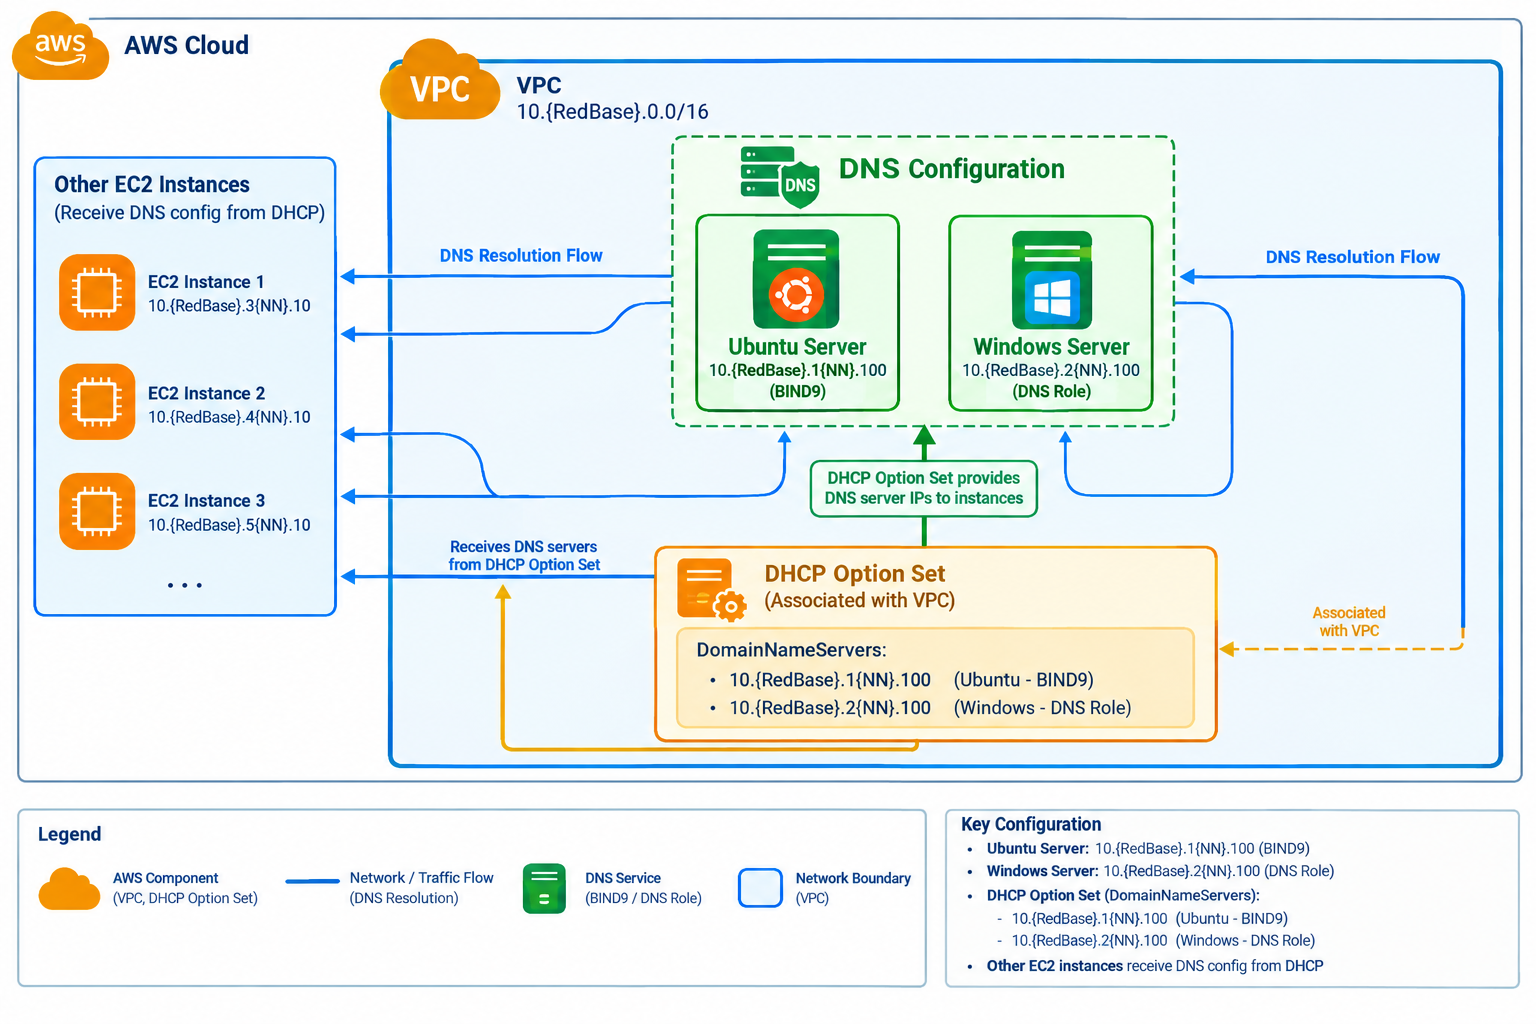 aws
AWS Cloud
VPC
VPC
10.{RedBase}.0.0/16
Other EC2 Instances
(Receive DNS config from DHCP)
EC2 Instance 1
10.{RedBase}.3{NN}.10
EC2 Instance 2
10.{RedBase}.4{NN}.10
EC2 Instance 3
10.{RedBase}.5{NN}.10
...
DNS Resolution Flow
DNS
DNS Configuration
Ubuntu Server
10.{RedBase}.1{NN}.100
(BIND9)
Windows Server
10.{RedBase}.2{NN}.100
(DNS Role)
DNS Resolution Flow
DHCP Option Set provides
DNS server IPs to instances
Receives DNS servers
from DHCP Option Set
DHCP Option Set
(Associated with VPC)
DomainNameServers:
• 10.{RedBase}.1{NN}.100 (Ubuntu - BIND9)
• 10.{RedBase}.2{NN}.100 (Windows - DNS Role)
Associated
with VPC
Legend
AWS Component
(VPC, DHCP Option Set)
Network / Traffic Flow
(DNS Resolution)
DNS Service
(BIND9 / DNS Role)
Network Boundary
(VPC)
Key Configuration
• Ubuntu Server: 10.{RedBase}.1{NN}.100 (BIND9)
• Windows Server: 10.{RedBase}.2{NN}.100 (DNS Role)
• DHCP Option Set (DomainNameServers):
- 10.{RedBase}.1{NN}.100 (Ubuntu - BIND9)
- 10.{RedBase}.2{NN}.100 (Windows - DNS Role)
• Other EC2 instances receive DNS config from DHCP